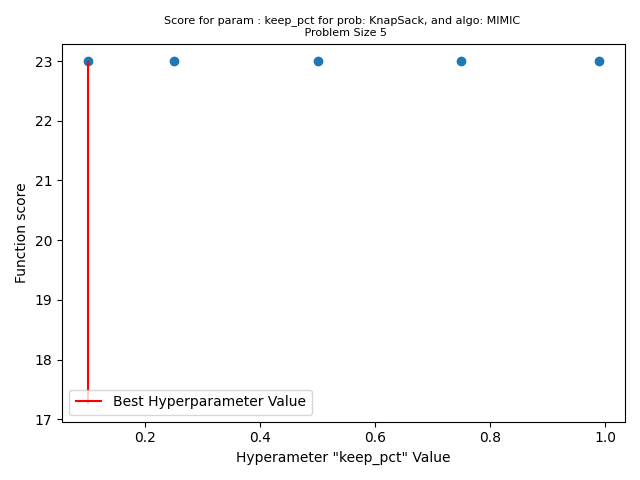 Score for param : keep_pct for prob: KnapSack, and algo: MIMIC
Problem Size 5
23
22
21
20
19
18
17
Function score
Best Hyperparameter Value
0.2 0.4 0.6 0.8 1.0
Hyperameter "keep_pct" Value